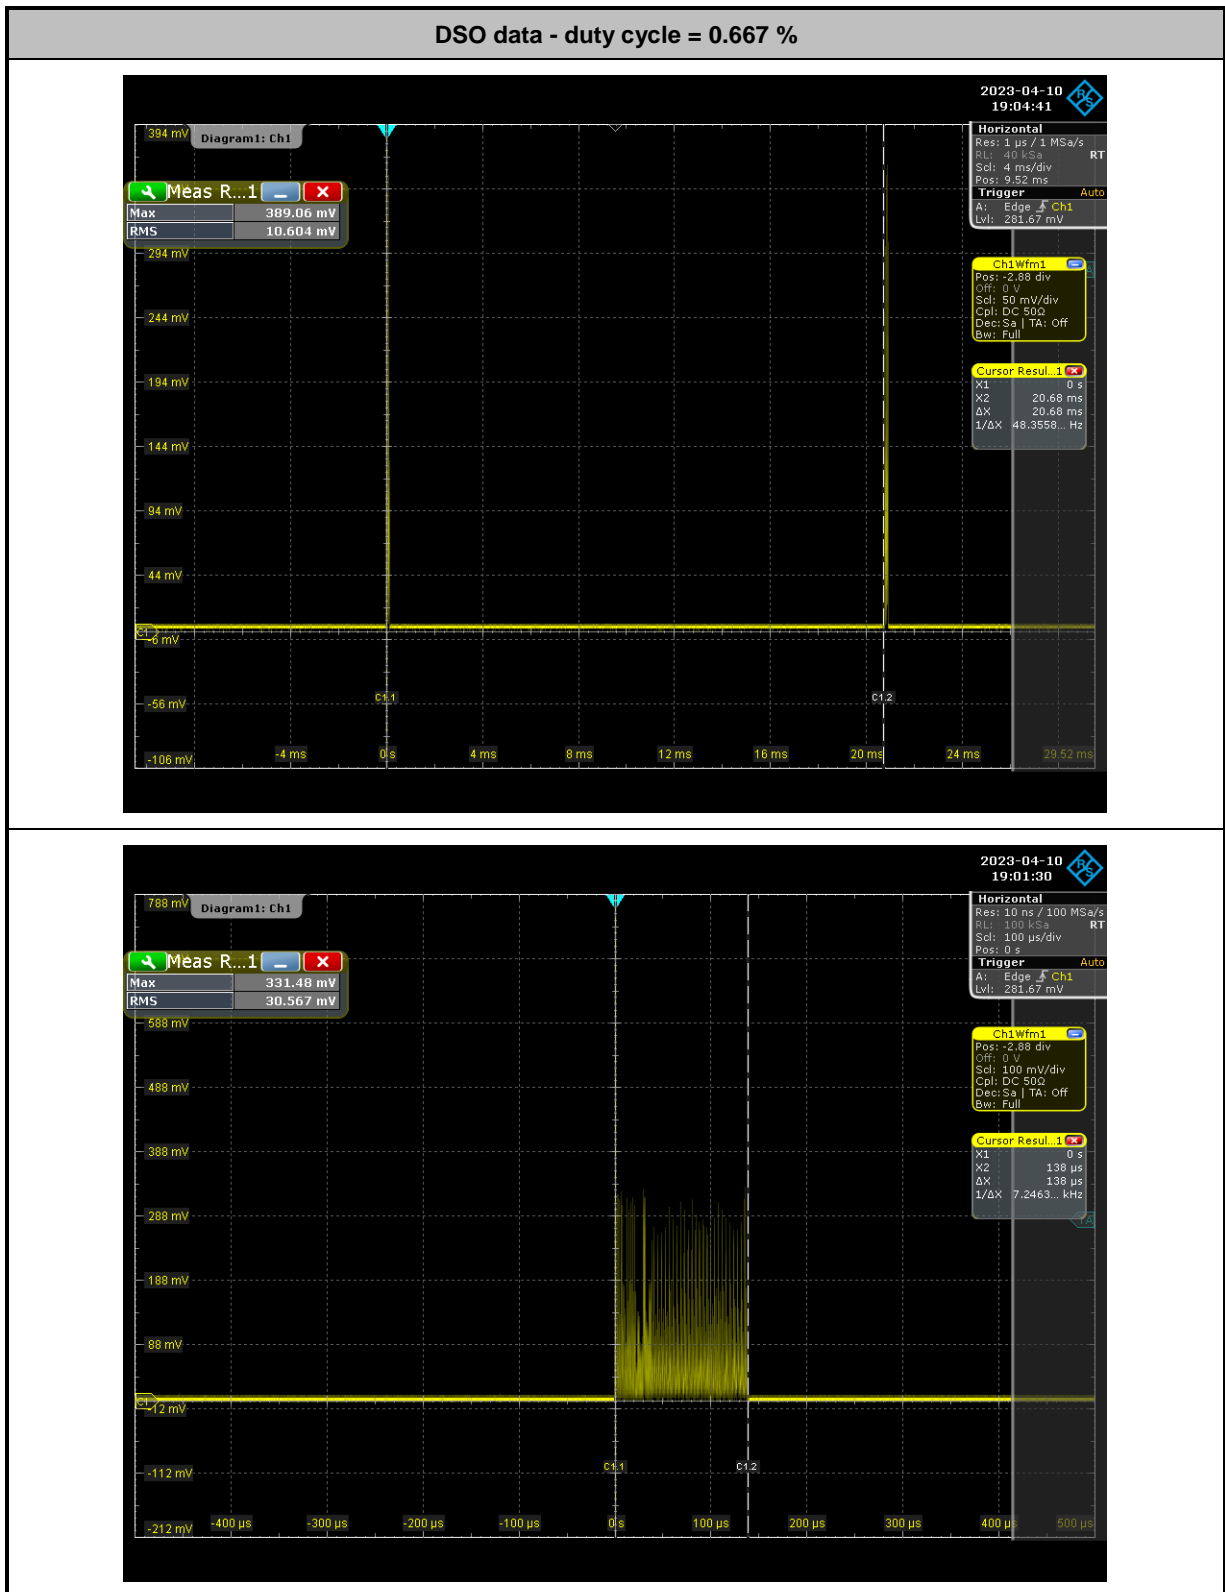 DSO data - duty cycle = 0.667 %
2023-04-10
19:04:41
394 mV
Diagram1: Ch1
Horizontal
Res: 1 µs / 1 MSa/s
RL: 40 kSa RT
Scl: 4 ms/div
Pos: 9.52 ms
Trigger Auto
A: Edge Ch1
Lvl: 281.67 mV
Meas R...1
Max 389.06 mV
RMS 10.604 mV
294 mV
244 mV
194 mV
144 mV
94 mV
44 mV
C1
-6 mV
-56 mV
-106 mV
Ch1Wfm1
Pos: -2.88 div
Off: 0 V
Scl: 50 mV/div
Cpl: DC 50Ω
Dec: Sa | TA: Off
Bw: Full
Cursor Resul...1
X1 0 s
X2 20.68 ms
ΔX 20.68 ms
1/ΔX 48.3558... Hz
C1.1
C1.2
-4 ms 0 s 4 ms 8 ms 12 ms 16 ms 20 ms 24 ms 29.52 ms
2023-04-10
19:01:30
788 mV
Diagram1: Ch1
Horizontal
Res: 10 ns / 100 MSa/s
RL: 100 kSa RT
Scl: 100 µs/div
Pos: 0 s
Trigger Auto
A: Edge Ch1
Lvl: 281.67 mV
Meas R...1
Max 331.48 mV
RMS 30.567 mV
588 mV
488 mV
388 mV
288 mV
188 mV
88 mV
C1
-12 mV
-112 mV
-212 mV
Ch1Wfm1
Pos: -2.88 div
Off: 0 V
Scl: 100 mV/div
Cpl: DC 50Ω
Dec: Sa | TA: Off
Bw: Full
Cursor Resul...1
X1 0 s
X2 138 µs
ΔX 138 µs
1/ΔX 7.2463... kHz
TA
C1.1
C1.2
-400 µs -300 µs -200 µs -100 µs 0 s 100 µs 200 µs 300 µs 400 µs 500 µs